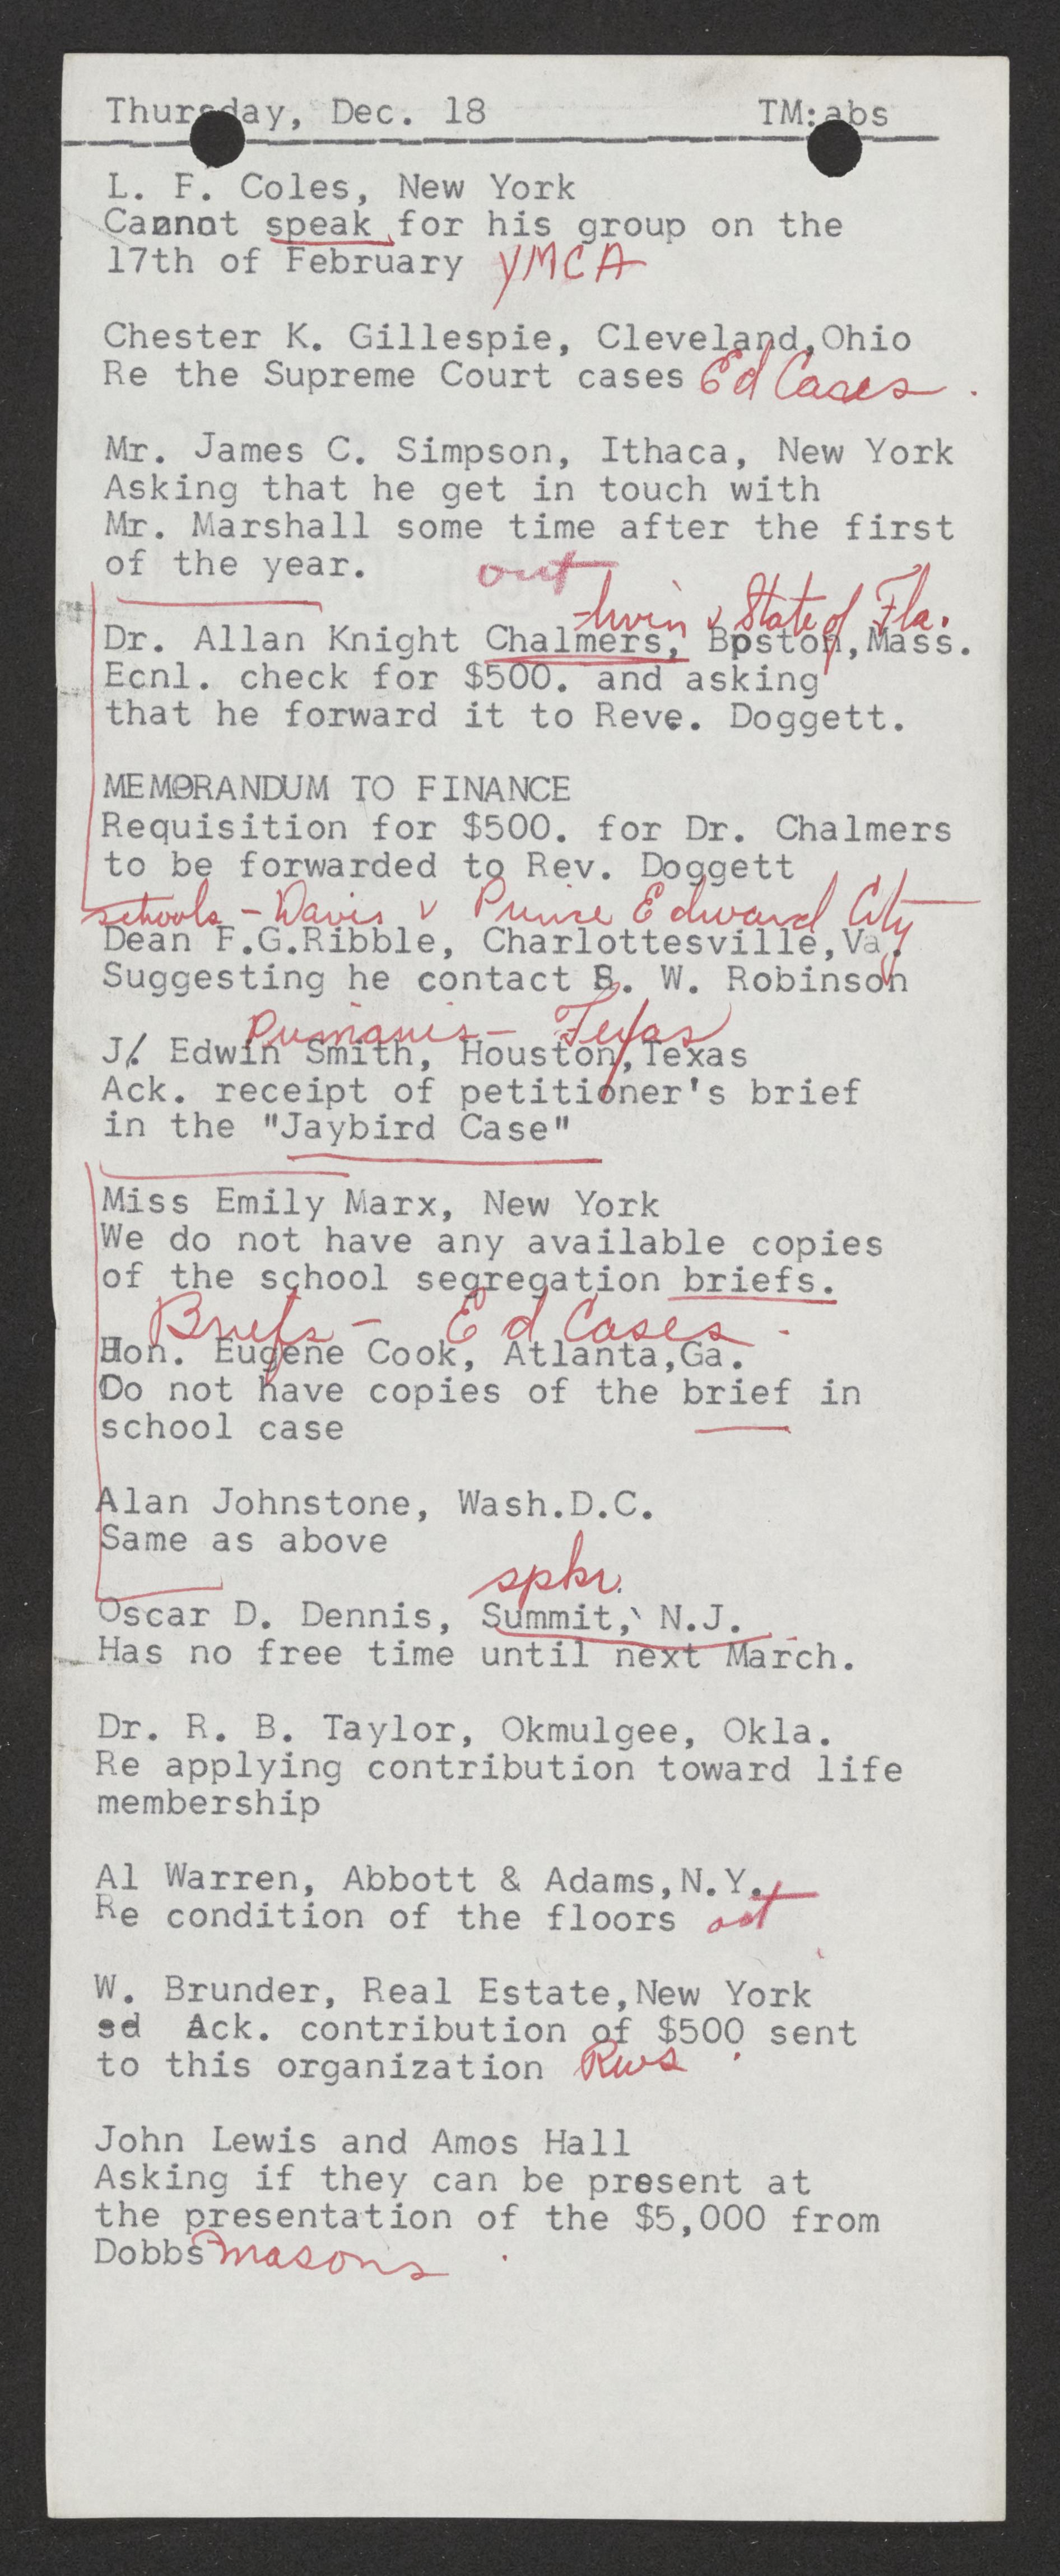 Thursday, Dec. 18 TM:abs
L. F. Coles, New York
Cannot speak for his group on the
17th of February YMCA
Chester K. Gillespie, Cleveland,Ohio
Re the Supreme Court cases Ed Cases.
Mr. James C. Simpson, Ithaca, New York
Asking that he get in touch with
Mr. Marshall some time after the first
of the year. out
Irvin v State of Fla.
Dr. Allan Knight Chalmers, Bpston,Mass.
Ecnl. check for $500. and asking
that he forward it to Reve. Doggett.
MEMORANDUM TO FINANCE
Requisition for $500. for Dr. Chalmers
to be forwarded to Rev. Doggett
schools - Davis v Prince Edward Cty
Dean F.G.Ribble, Charlottesville,Va.
Suggesting he contact S. W. Robinson
Primaries - Texas
J. Edwin Smith, Houston,Texas
Ack. receipt of petitioner's brief
in the "Jaybird Case"
Miss Emily Marx, New York
We do not have any available copies
of the school segregation briefs.
Briefs - Ed Cases.
Hon. Eugene Cook, Atlanta,Ga.
Do not have copies of the brief in
school case
Alan Johnstone, Wash.D.C.
Same as above
spkr.
Oscar D. Dennis, Summit, N.J.
Has no free time until next March.
Dr. R. B. Taylor, Okmulgee, Okla.
Re applying contribution toward life
membership
Al Warren, Abbott & Adams,N.Y.
Re condition of the floors out
W. Brunder, Real Estate,New York
sd Ack. contribution of $500 sent
to this organization Rws
John Lewis and Amos Hall
Asking if they can be present at
the presentation of the $5,000 from
Dobbs masons